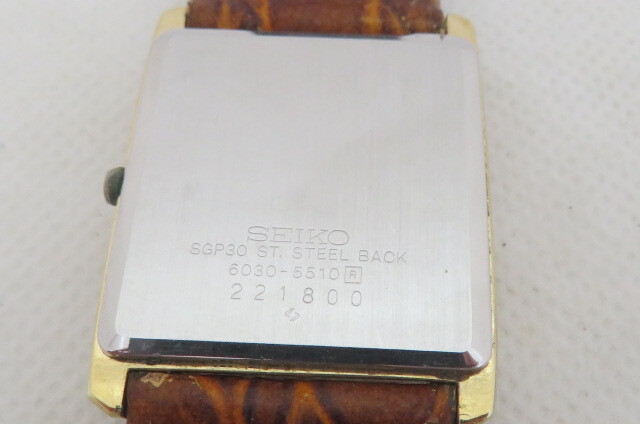 SEIKO
SGP30 ST. STEEL BACK
6030-5510 R
221800